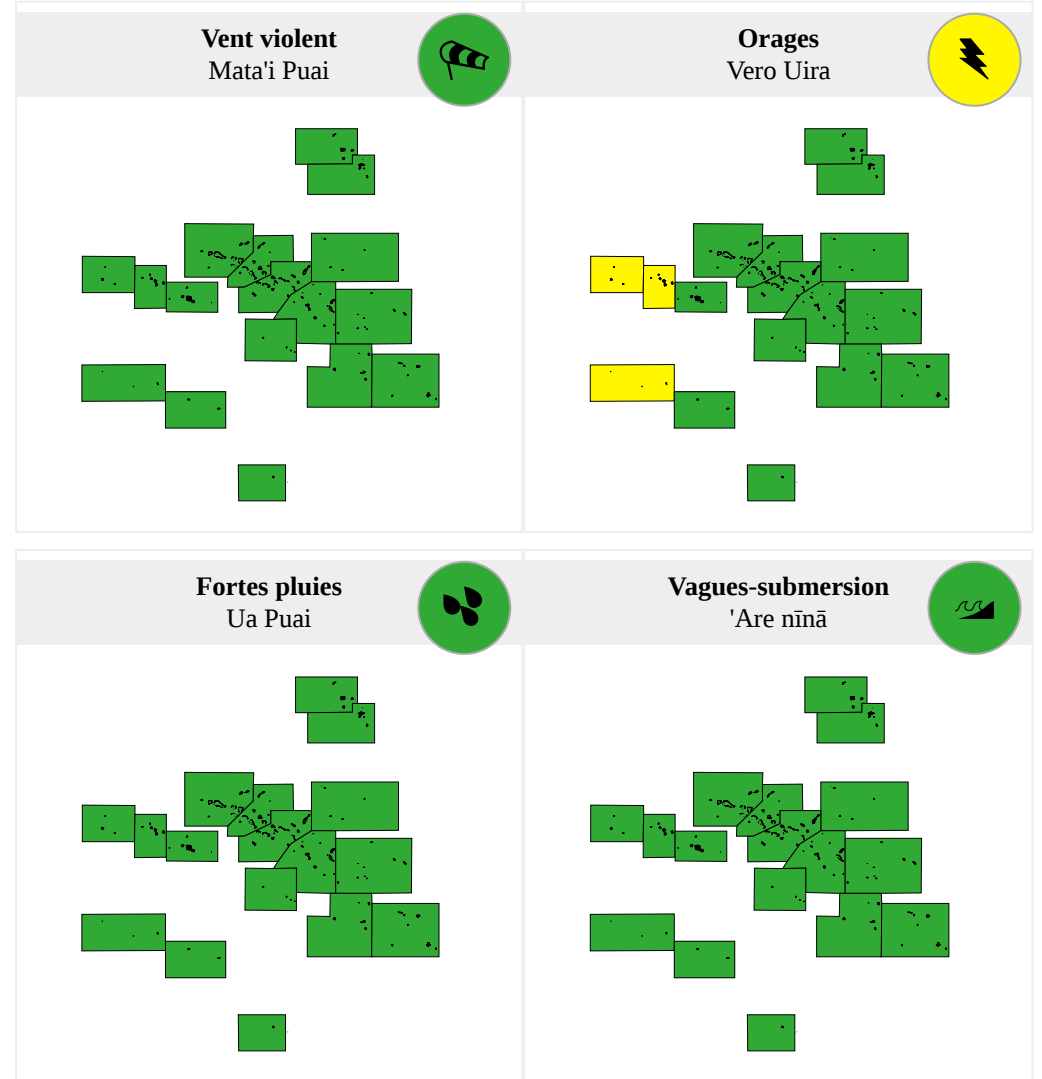 Vent violent
Mata'i Puai
Orages
Vero Uira
Fortes pluies
Ua Puai
Vagues-submersion
'Are nīnā